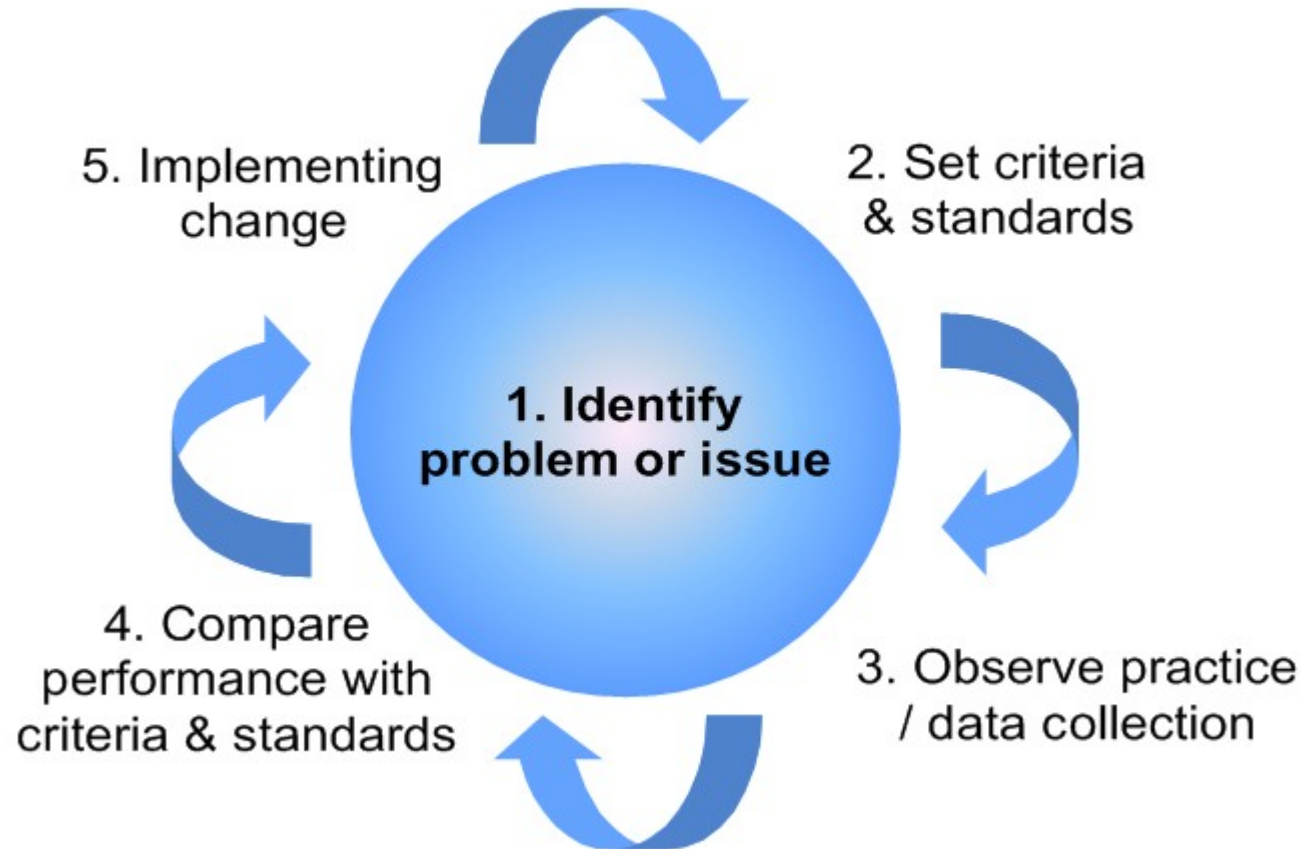 1. Identify
problem or issue
2. Set criteria
& standards
3. Observe practice
/ data collection
4. Compare
performance with
criteria & standards
5. Implementing
change